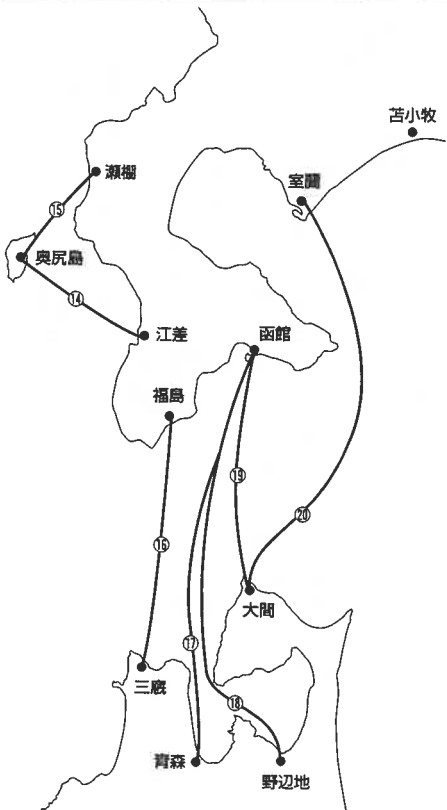 苫小牧
瀬棚
室蘭
⑮
奥尻島
⑭
江差
函館
福島
⑲
⑳
⑯
大間
⑰
三厩
⑱
青森
野辺地